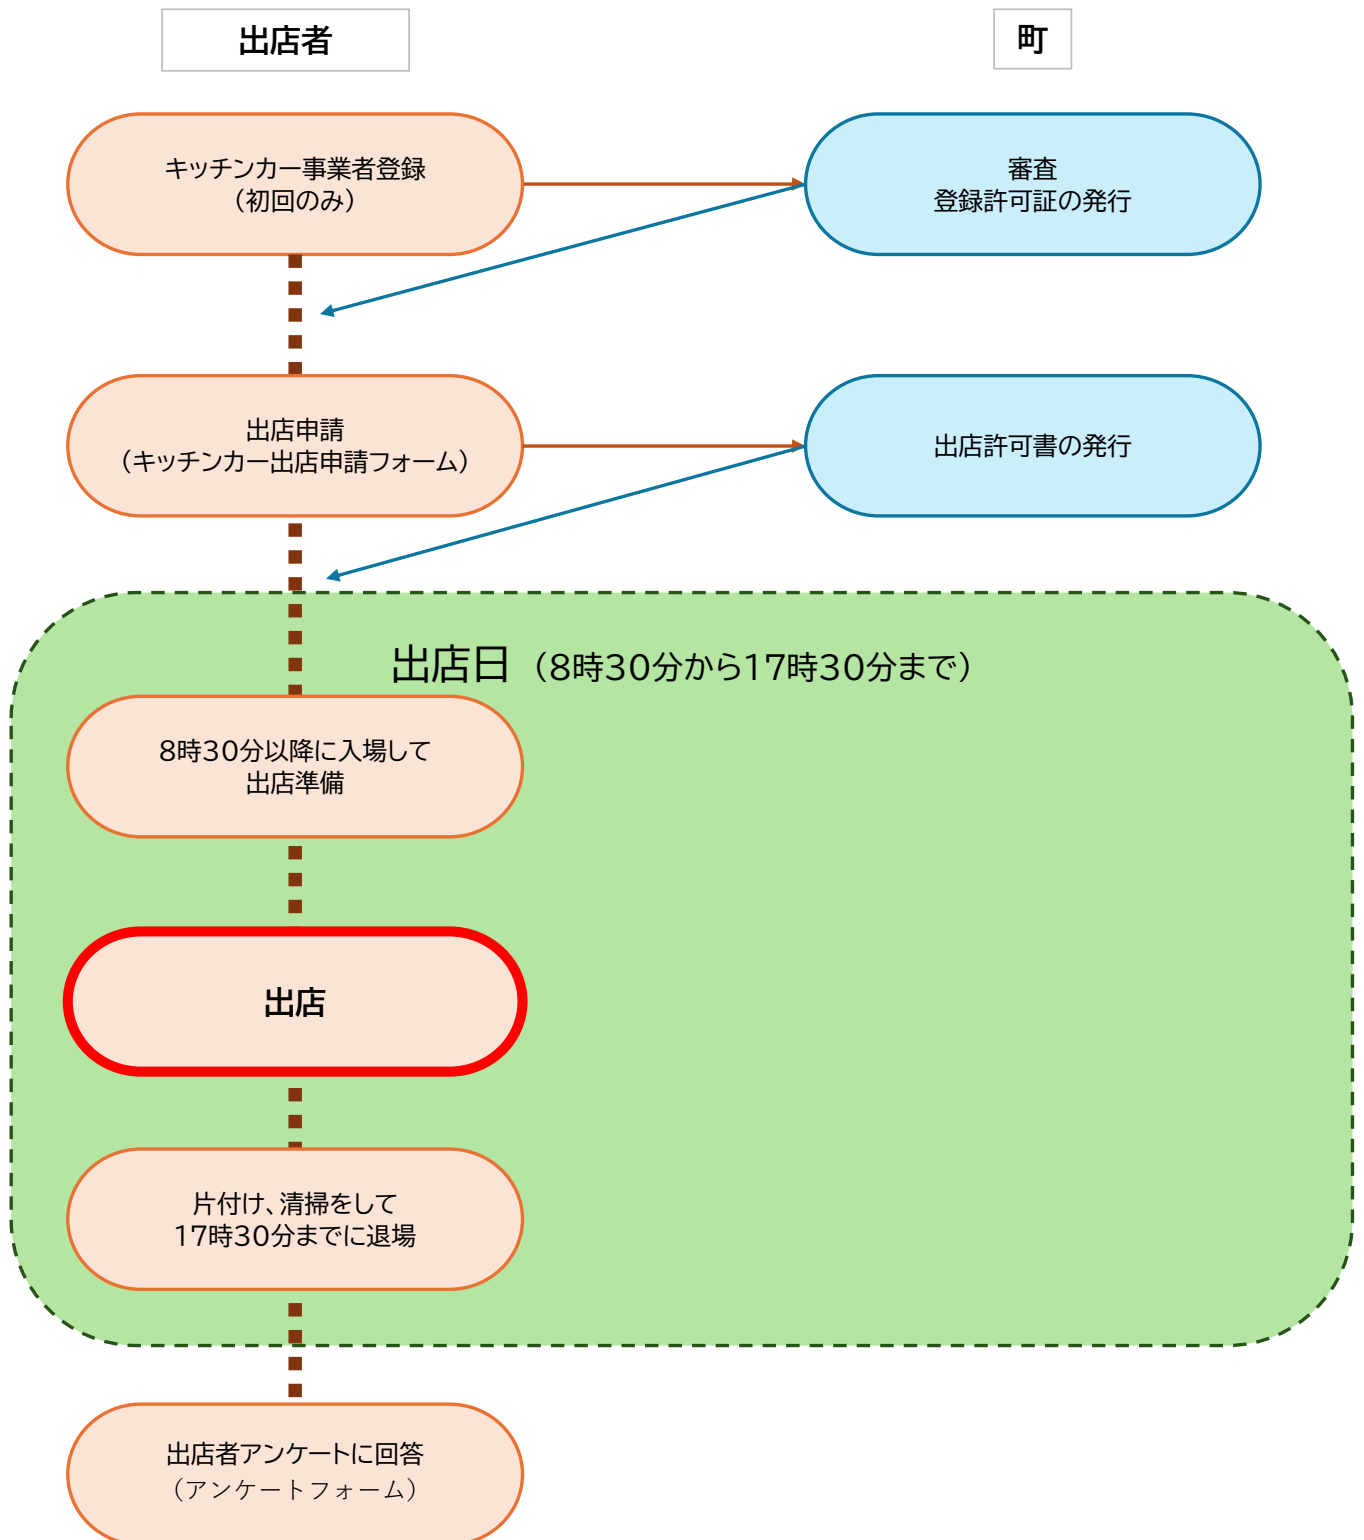 出店者
町
キッチンカー事業者登録
（初回のみ）
審査
登録許可証の発行
出店申請
（キッチンカー出店申請フォーム）
出店許可書の発行
出店日（8時30分から17時30分まで）
8時30分以降に入場して
出店準備
出店
片付け、清掃をして
17時30分までに退場
出店者アンケートに回答
（アンケートフォーム）